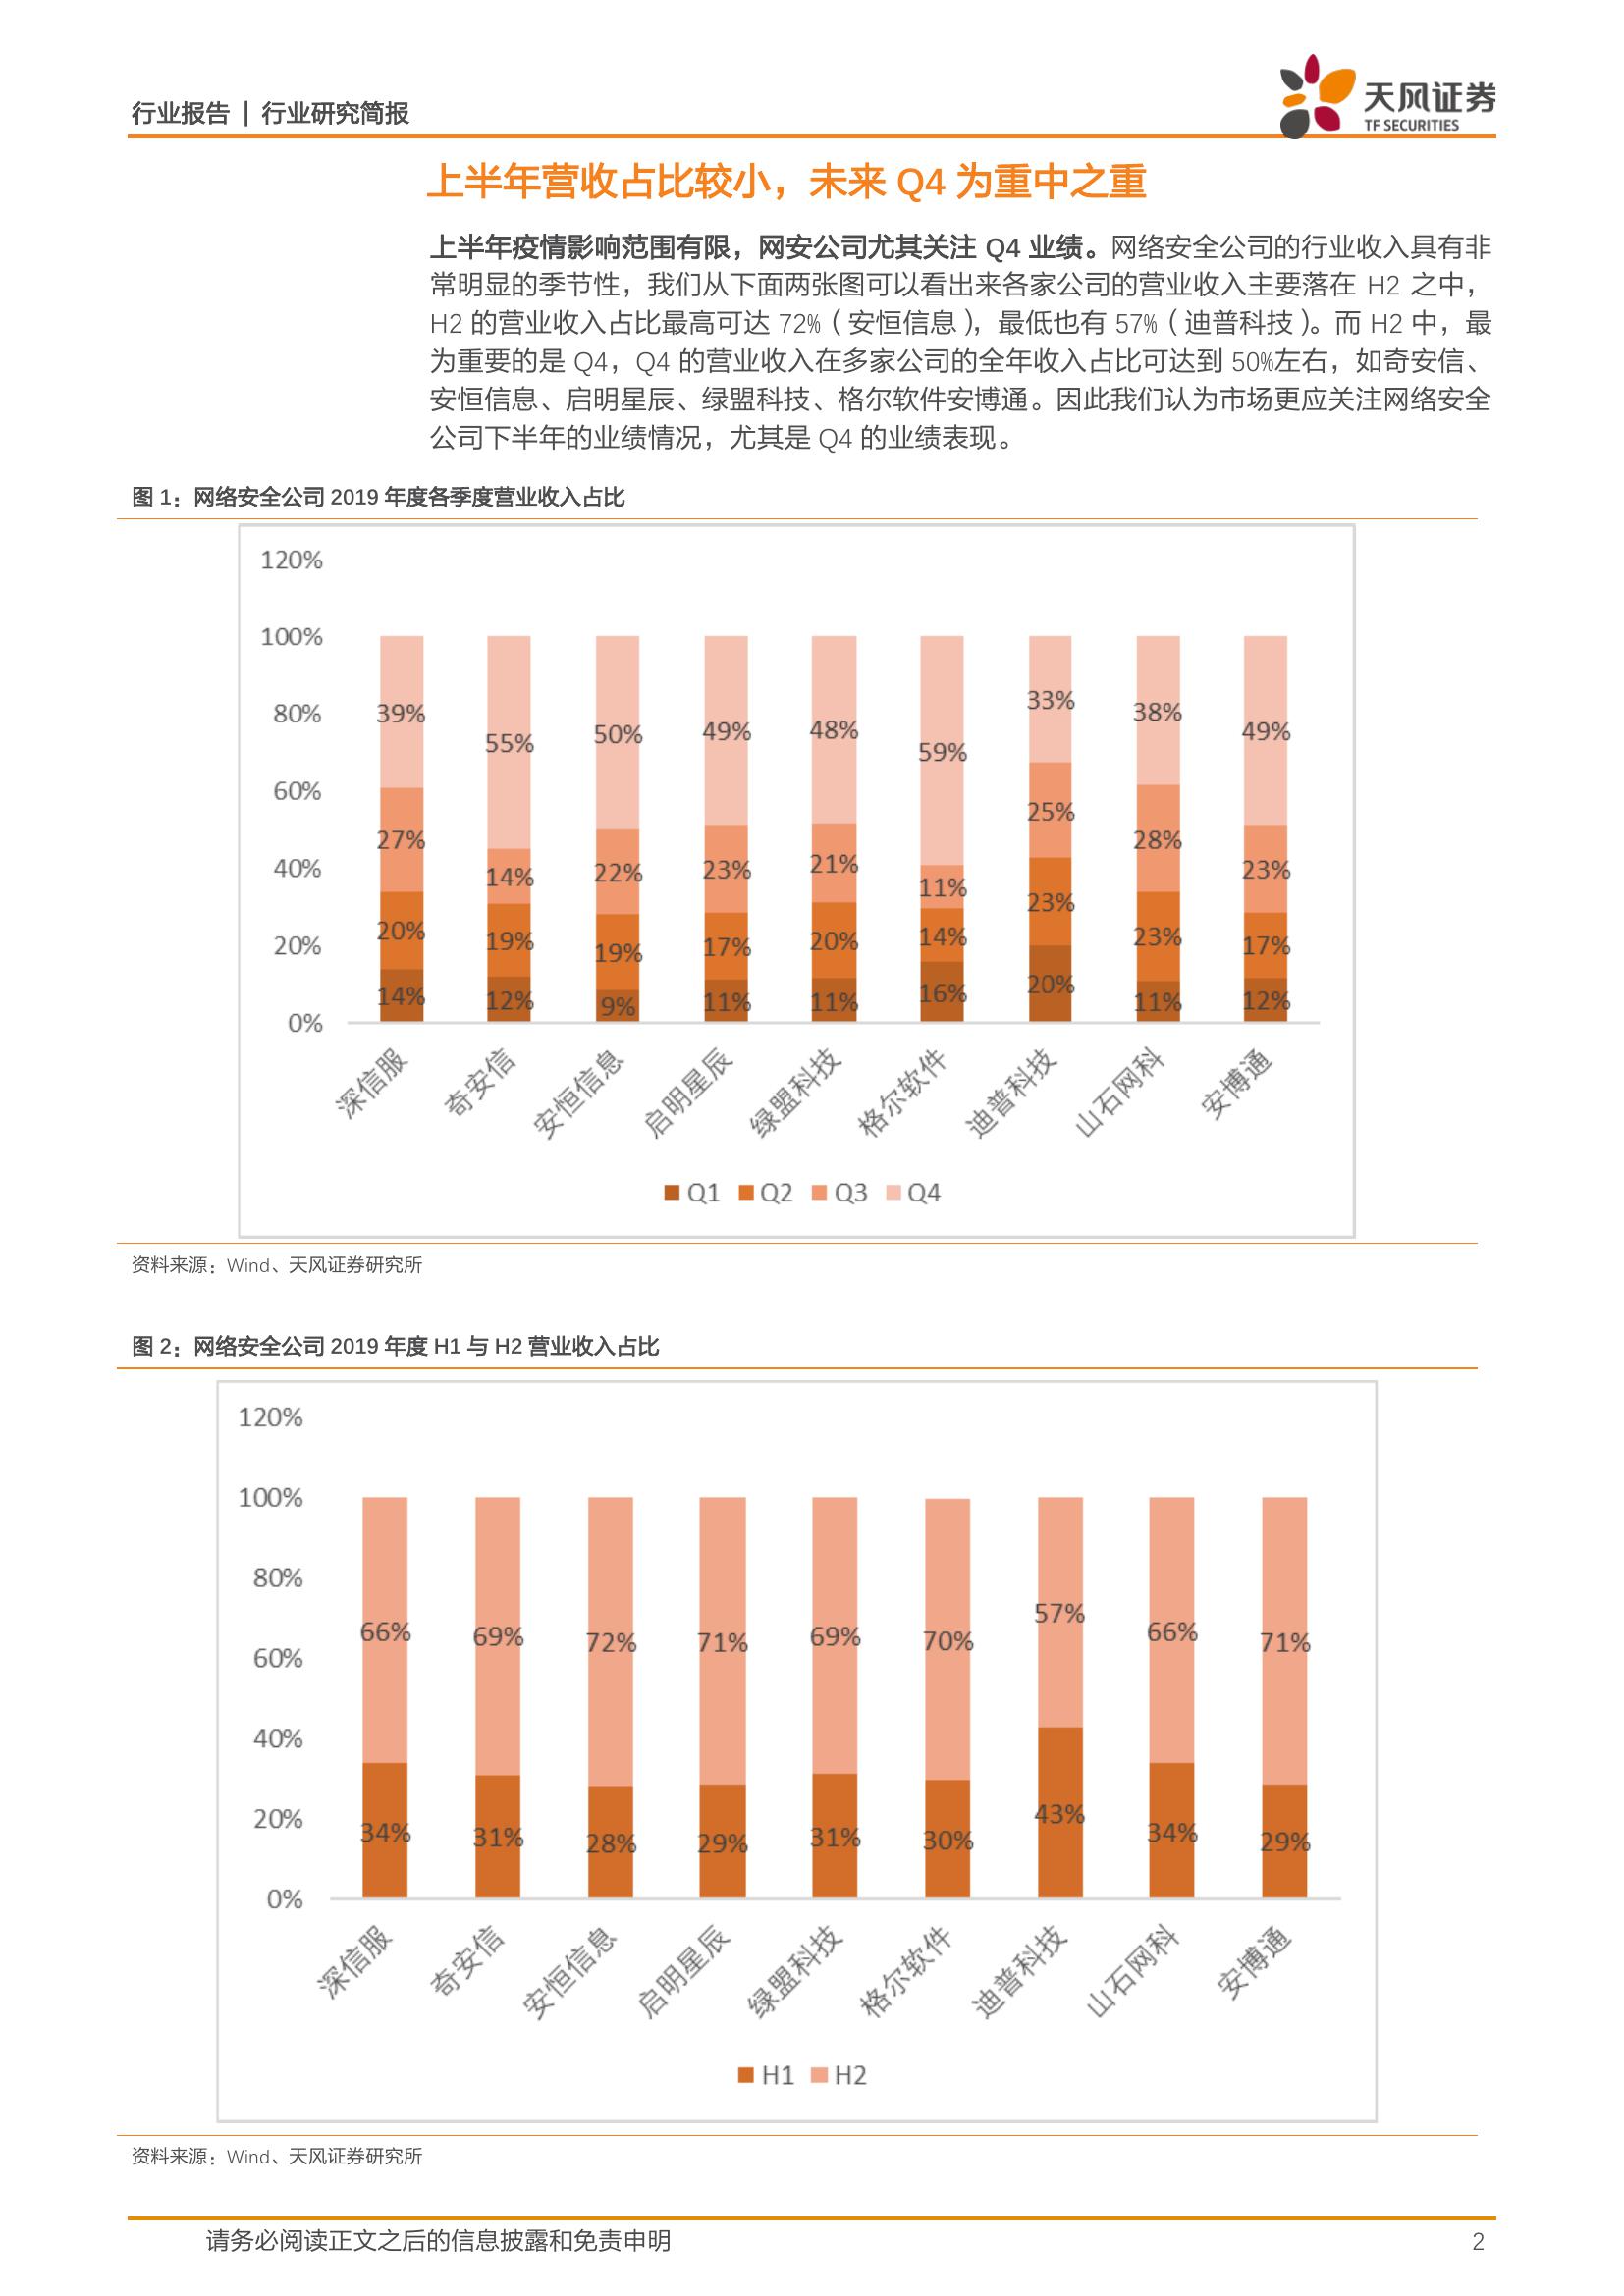 行业报告 | 行业研究简报
天风证券
TF SECURITIES
上半年营收占比较小，未来 Q4 为重中之重
上半年疫情影响范围有限，网安公司尤其关注 Q4 业绩。网络安全公司的行业收入具有非
常明显的季节性，我们从下面两张图可以看出来各家公司的营业收入主要落在 H2 之中，
H2 的营业收入占比最高可达 72%（安恒信息），最低也有 57%（迪普科技）。而 H2 中，最
为重要的是 Q4，Q4 的营业收入在多家公司的全年收入占比可达到 50%左右，如奇安信、
安恒信息、启明星辰、绿盟科技、格尔软件安博通。因此我们认为市场更应关注网络安全
公司下半年的业绩情况，尤其是 Q4 的业绩表现。
图 1：网络安全公司 2019 年度各季度营业收入占比
120%
100%
80%
60%
40%
20%
0%
39% 55% 50% 49% 48% 59% 33% 38% 49%
27% 14% 22% 23% 21% 11% 25% 28% 23%
20% 19% 19% 17% 20% 14% 23% 23% 17%
14% 12% 9% 11% 11% 16% 20% 11% 12%
深信服 奇安信 安恒信息 启明星辰 绿盟科技 格尔软件 迪普科技 山石网科 安博通
Q1 Q2 Q3 Q4
资料来源：Wind、天风证券研究所
图 2：网络安全公司 2019 年度 H1 与 H2 营业收入占比
120%
100%
80%
60%
40%
20%
0%
66% 69% 72% 71% 69% 70% 57% 66% 71%
34% 31% 28% 29% 31% 30% 43% 34% 29%
深信服 奇安信 安恒信息 启明星辰 绿盟科技 格尔软件 迪普科技 山石网科 安博通
H1 H2
资料来源：Wind、天风证券研究所
请务必阅读正文之后的信息披露和免责申明 2